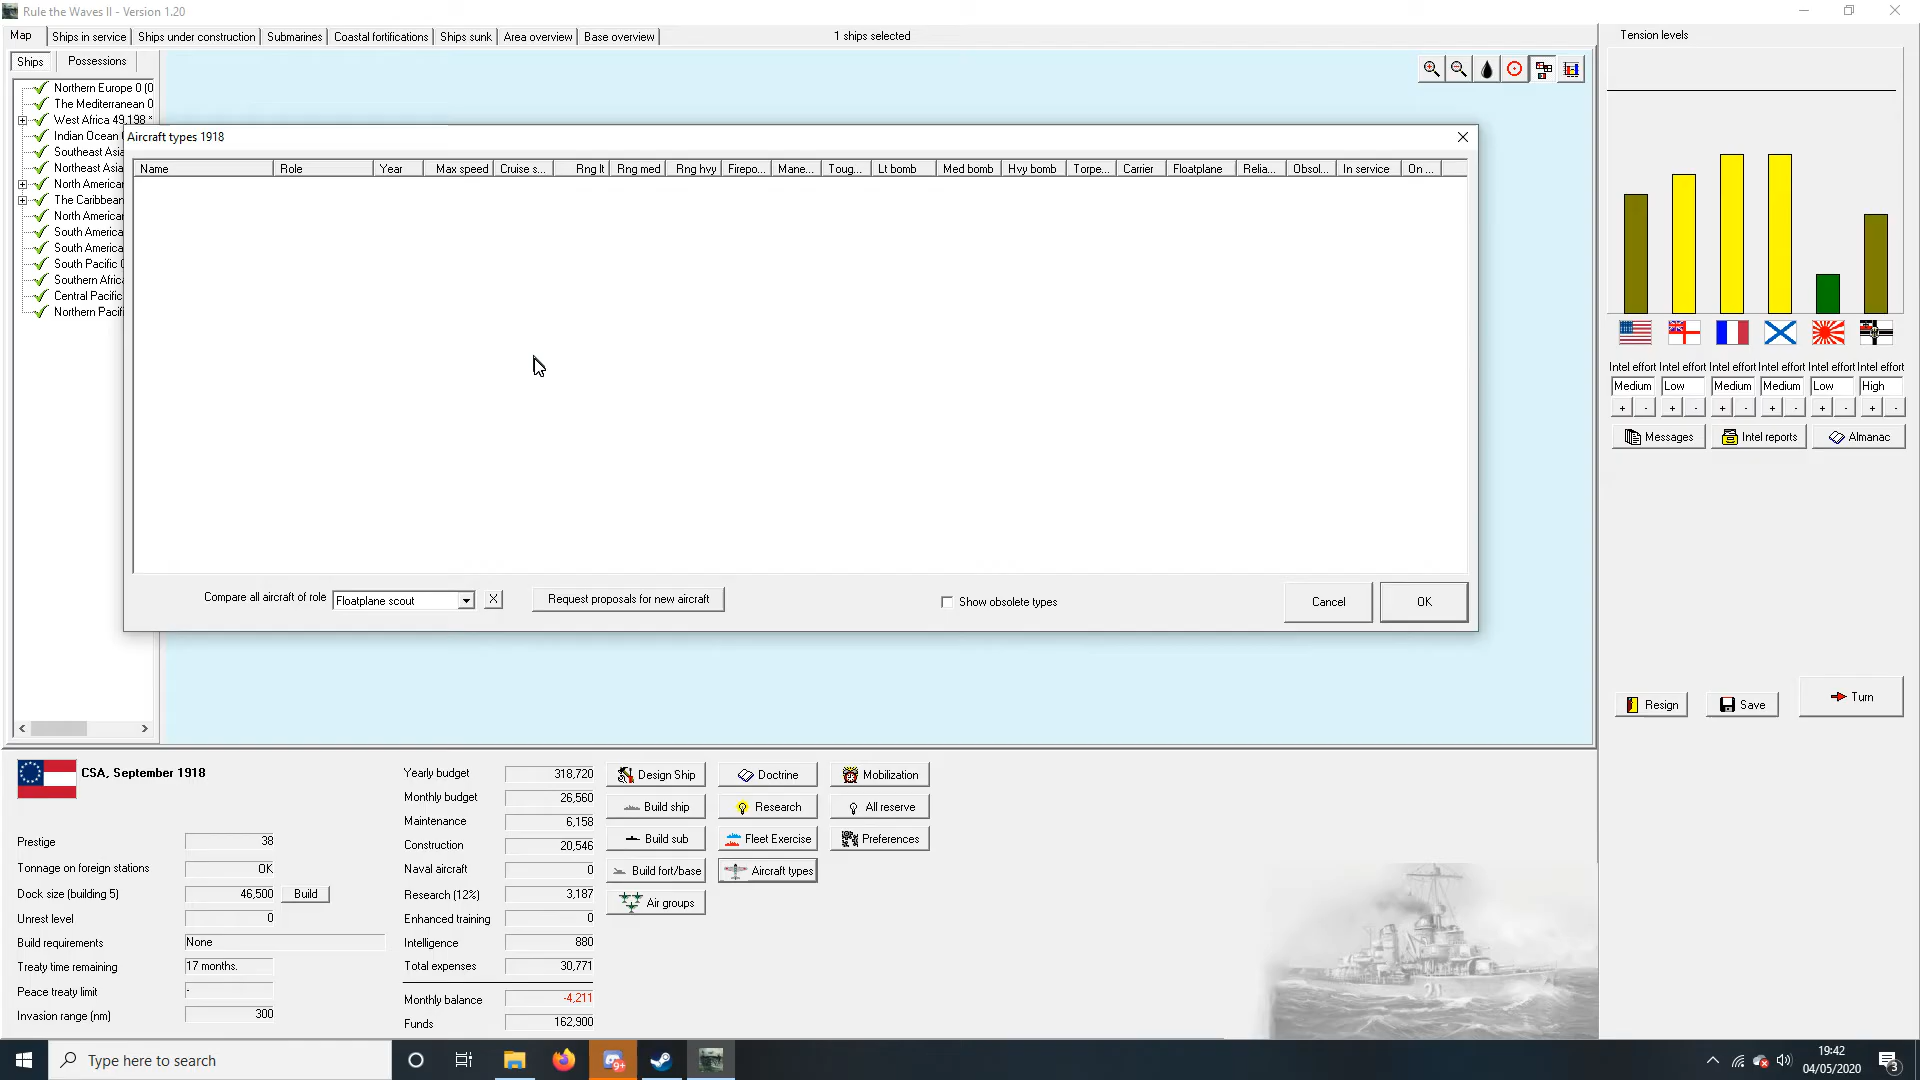 Rule the Waves II - Version 1.20
Map
Ships in service
Ships under construction
Submarines
Coastal fortifications
Ships sunk
Area overview
Base overview
1 ships selected
Tension levels
Ships
Possessions
Northern Europe 0 (0
The Mediterranean 0
West Africa 49,198 *
Indian Ocean
Southeast Asia
Northeast Asia
North American
The Caribbean
North American
South America
South America
South Pacific 0
Southern Africa
Central Pacific
Northern Pacifi
Aircraft types 1918
Name
Role
Year
Max speed
Cruise s...
Rng lt
Rng med
Rng hvy
Firepo...
Mane...
Toug...
Lt bomb
Med bomb
Hvy bomb
Torpe...
Carrier
Floatplane
Relia...
Obsol...
In service
On ...
Compare all aircraft of role
Floatplane scout
X
Request proposals for new aircraft
Show obsolete types
Cancel
OK
Intel effort Intel effort Intel effort Intel effort Intel effort Intel effort
Medium Low Medium Medium Low High
+ - + - + - + - + - + -
Messages
Intel reports
Almanac
Resign
Save
Turn
CSA, September 1918
Prestige 38
Tonnage on foreign stations OK
Dock size (building 5) 46,500 Build
Unrest level 0
Build requirements None
Treaty time remaining 17 months.
Peace treaty limit -
Invasion range (nm) 300
Yearly budget 318,720
Monthly budget 26,560
Maintenance 6,158
Construction 20,546
Naval aircraft 0
Research (12%) 3,187
Enhanced training 0
Intelligence 880
Total expenses 30,771
Monthly balance -4,211
Funds 162,900
Design Ship
Build ship
Build sub
Build fort/base
Air groups
Doctrine
Research
Fleet Exercise
Aircraft types
Mobilization
All reserve
Preferences
21
Type here to search
9+
19:42
04/05/2020
3